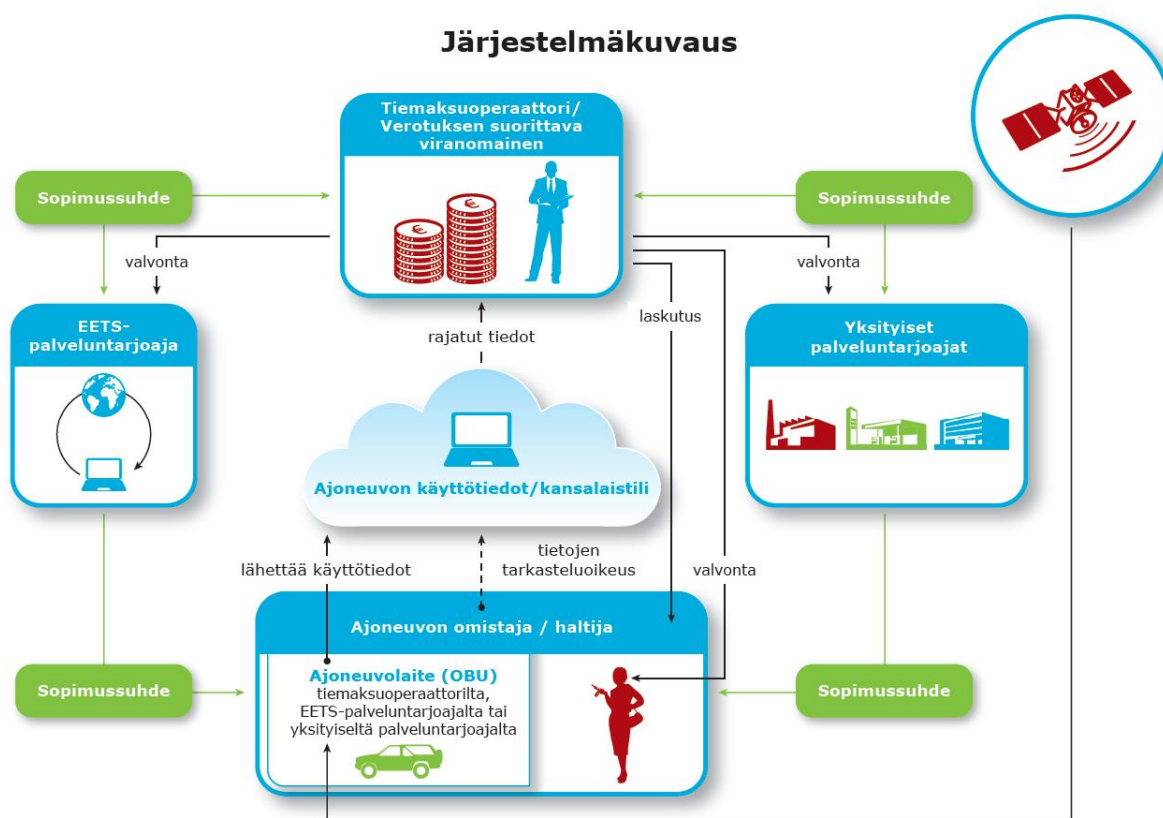 Järjestelmäkuvaus
Tiemaksuoperaattori/
Verotuksen suorittava
viranomainen
Sopimussuhde
Sopimussuhde
valvonta
valvonta
EETS-
palveluntarjoaja
rajatut tiedot
laskutus
Yksityiset
palveluntarjoajat
Ajoneuvon käyttötiedot/kansalaistili
lähettää käyttötiedot
tietojen
tarkasteluoikeus
valvonta
Ajoneuvon omistaja / haltija
Sopimussuhde
Ajoneuvolaite (OBU)
tiemaksuoperaattorilta,
EETS-palveluntarjoajalta tai
yksityiseltä palveluntarjoajalta
Sopimussuhde